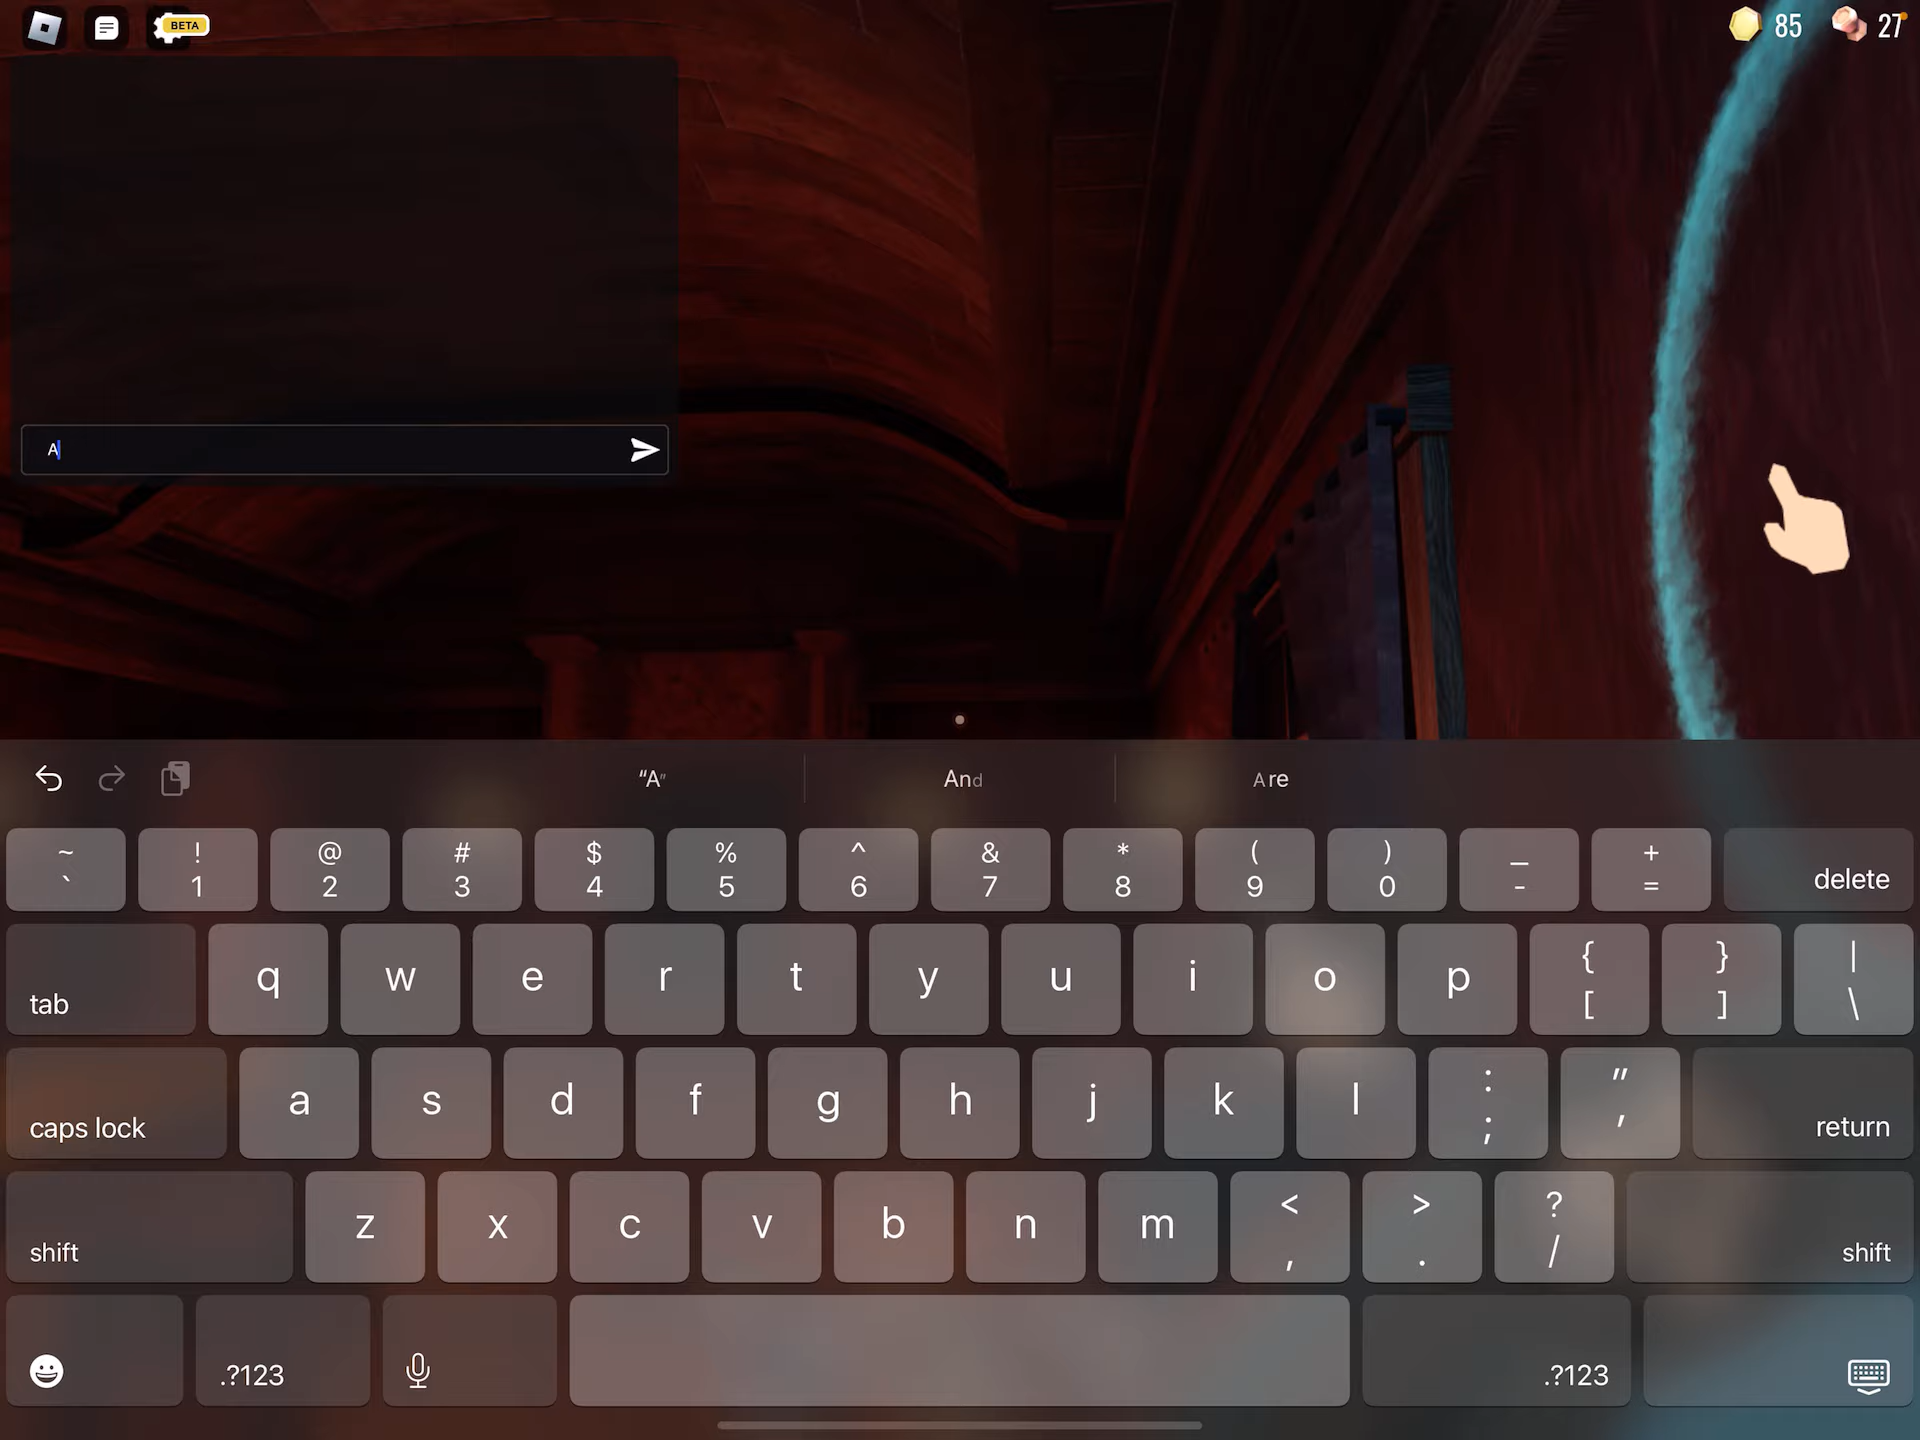 BETA
85
27
A
“A” And Are
~ ! @ # $ % ^ & * ( ) _ +
` 1 2 3 4 5 6 7 8 9 0 - = delete
tab q w e r t y u i o p { [ } ] | \
caps lock a s d f g h j k l : ; " ' return
shift z x c v b n m < , > . ? / shift
.?123 .?123